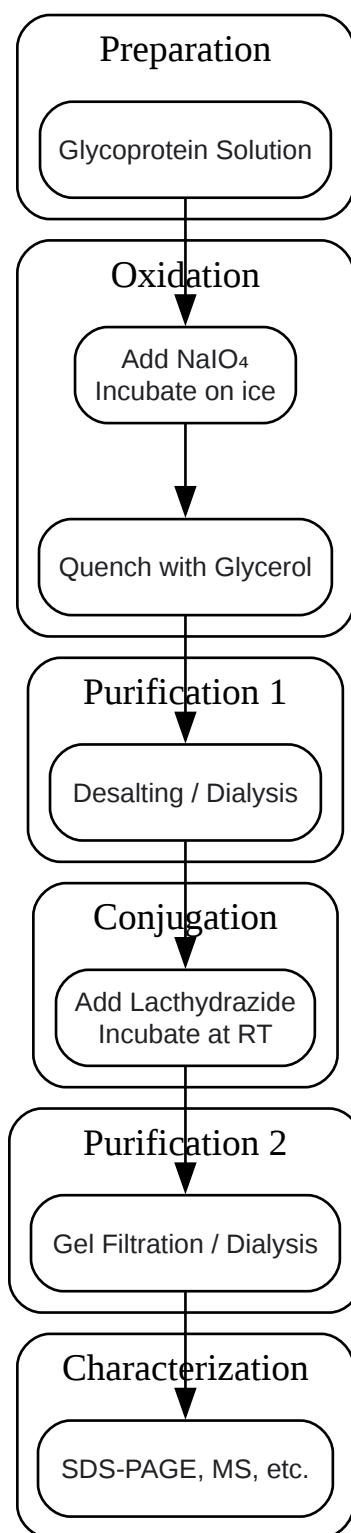 Preparation
Glycoprotein Solution
Oxidation
Add NaIO₄
Incubate on ice
Quench with Glycerol
Purification 1
Desalting / Dialysis
Conjugation
Add Lacthydrazide
Incubate at RT
Purification 2
Gel Filtration / Dialysis
Characterization
SDS-PAGE, MS, etc.